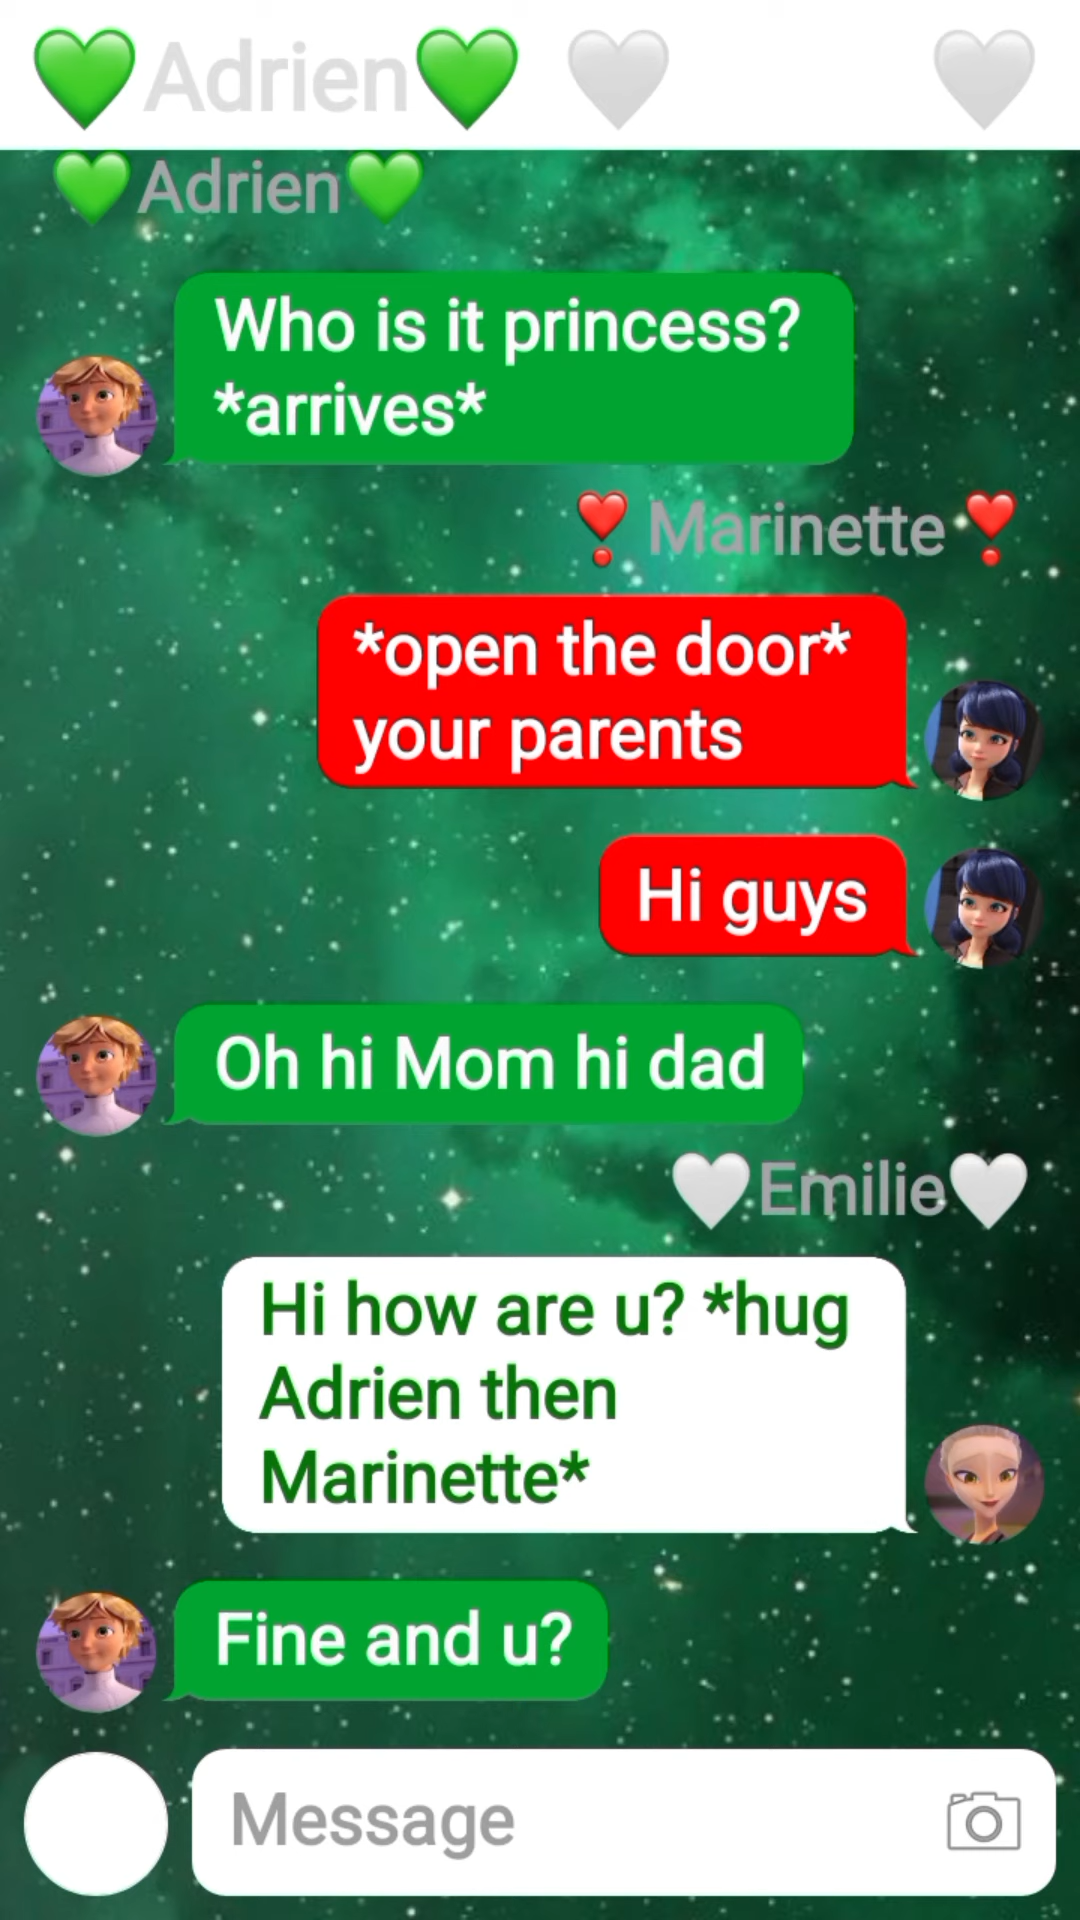 💚Adrien💚 🤍 🤍
💚Adrien💚
Who is it princess?
*arrives*
❣️Marinette❣️
*open the door*
your parents
Hi guys
Oh hi Mom hi dad
🤍Emilie🤍
Hi how are u? *hug
Adrien then
Marinette*
Fine and u?
Message